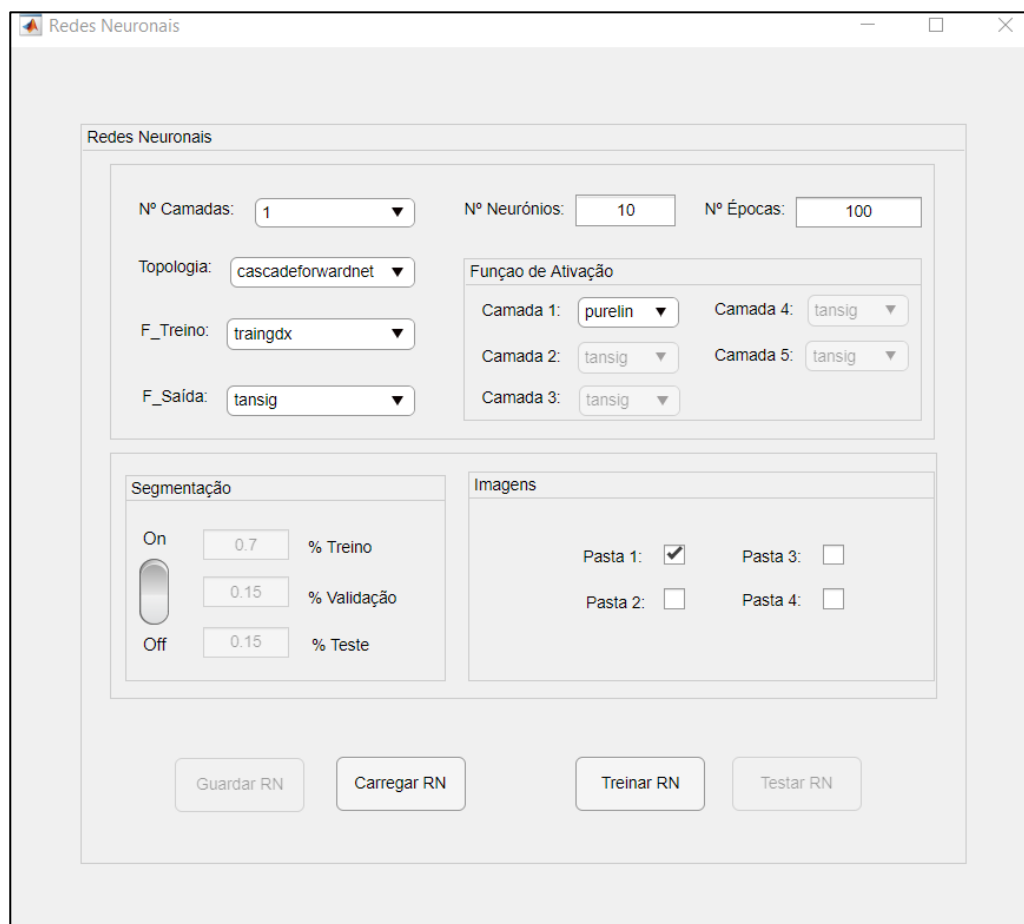 Redes Neuronais
Redes Neuronais
Nº Camadas: 1 Nº Neurónios: 10 Nº Épocas: 100
Topologia: cascadeforwardnet
F_Treino: traingdx
F_Saída: tansig
Funçao de Ativação
Camada 1: purelin Camada 4: tansig
Camada 2: tansig Camada 5: tansig
Camada 3: tansig
Segmentação
On
0.7 % Treino
0.15 % Validação
Off 0.15 % Teste
Imagens
Pasta 1: Pasta 3:
Pasta 2: Pasta 4:
Guardar RN Carregar RN Treinar RN Testar RN